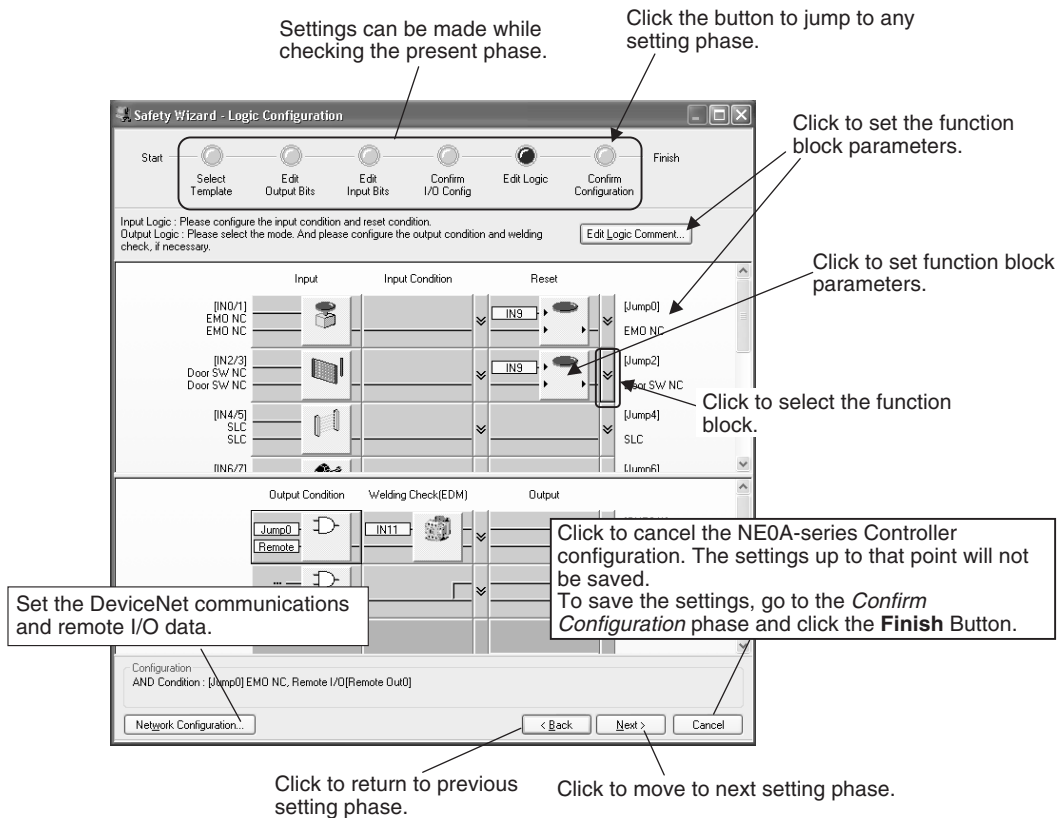 Settings can be made while
checking the present phase.
Click the button to jump to any
setting phase.
Safety Wizard - Logic Configuration
Click to set the function
block parameters.
Start
Select
Template
Edit
Output Bits
Edit
Input Bits
Confirm
I/O Config
Edit Logic
Confirm
Configuration
Finish
Input Logic : Please configure the input condition and reset condition.
Output Logic : Please select the mode. And please configure the output condition and welding
check, if necessary.
Edit Logic Comment...
Click to set function block
parameters.
Input
Input Condition
Reset
[IN0/1]
EMO NC
EMO NC
IN9
[Jump0]
EMO NC
[IN2/3]
Door SW NC
Door SW NC
IN9
[Jump2]
Door SW NC
Click to select the function
block.
[IN4/5]
SLC
SLC
[Jump4]
SLC
[IN6/7]
[Jump6]
Output Condition
Welding Check(EDM)
Output
Jump0
Remote
IN11
...
Click to cancel the NE0A-series Controller
configuration. The settings up to that point will not
be saved.
To save the settings, go to the Confirm
Configuration phase and click the Finish Button.
Set the DeviceNet communications
and remote I/O data.
Configuration
AND Condition : [Jump0] EMO NC, Remote I/O[Remote Out0]
Network Configuration...
< Back
Next >
Cancel
Click to return to previous
setting phase.
Click to move to next setting phase.